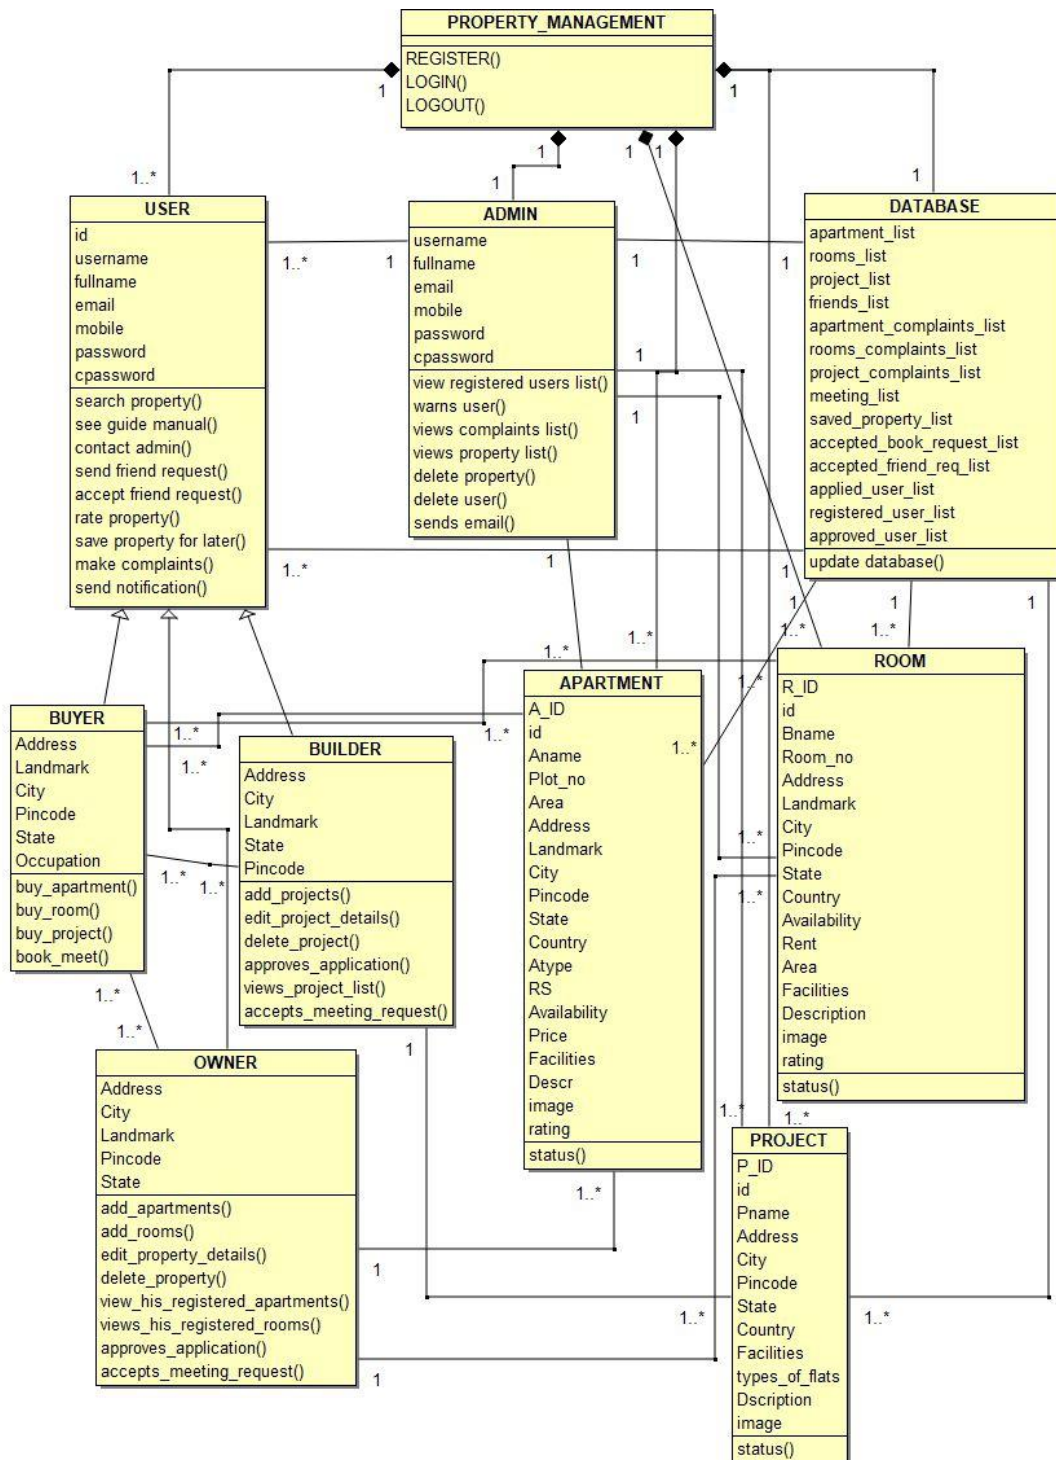 PROPERTY_MANAGEMENT
REGISTER()
LOGIN()
LOGOUT()
1
1
1
1
1
1..*
1
1
USER
id
username
fullname
email
mobile
password
cpassword
search property()
see guide manual()
contact admin()
send friend request()
accept friend request()
rate property()
save property for later()
make complaints()
send notification()
1..*
1..*
ADMIN
username
fullname
email
mobile
password
cpassword
view registered users list()
warns user()
views complaints list()
views property list()
delete property()
delete user()
sends email()
1
1
1
1
1
DATABASE
apartment_list
rooms_list
project_list
friends_list
apartment_complaints_list
rooms_complaints_list
project_complaints_list
meeting_list
saved_property_list
accepted_book_request_list
accepted_friend_req_list
applied_user_list
registered_user_list
approved_user_list
update database()
1
1
1
1
1
1..*
1..*
1..*
1..*
1..*
BUYER
Address
Landmark
City
Pincode
State
Occupation
buy_apartment()
buy_room()
buy_project()
book_meet()
1..*
1..*
1..*
1..*
BUILDER
Address
City
Landmark
State
Pincode
add_projects()
edit_project_details()
delete_project()
approves_application()
views_project_list()
accepts_meeting_request()
1..*
1
APARTMENT
A_ID
id
Aname
Plot_no
Area
Address
Landmark
City
Pincode
State
Country
Atype
RS
Availability
Price
Facilities
Descr
image
rating
status()
1..*
1..*
1..*
ROOM
R_ID
id
Bname
Room_no
Address
Landmark
City
Pincode
State
Country
Availability
Rent
Area
Facilities
Description
image
rating
status()
1..*
1..*
1..*
OWNER
Address
City
Landmark
Pincode
State
add_apartments()
add_rooms()
edit_property_details()
delete_property()
view_his_registered_apartments()
views_his_registered_rooms()
approves_application()
accepts_meeting_request()
1..*
1
1
1..*
1..*
PROJECT
P_ID
id
Pname
Address
City
Pincode
State
Country
Facilities
types_of_flats
Dscription
image
status()
1..*
1..*